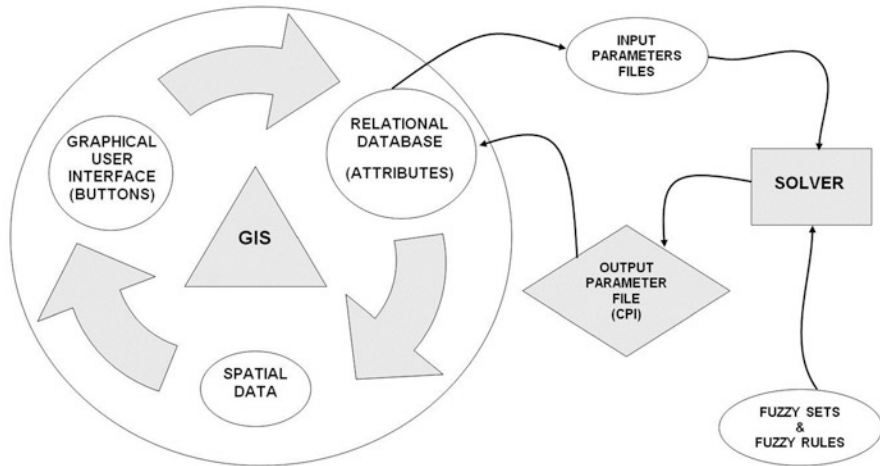 GRAPHICAL
USER
INTERFACE
(BUTTONS)
RELATIONAL
DATABASE
(ATTRIBUTES)
GIS
SPATIAL
DATA
INPUT
PARAMETERS
FILES
SOLVER
OUTPUT
PARAMETER
FILE
(CPI)
FUZZY SETS
&
FUZZY RULES